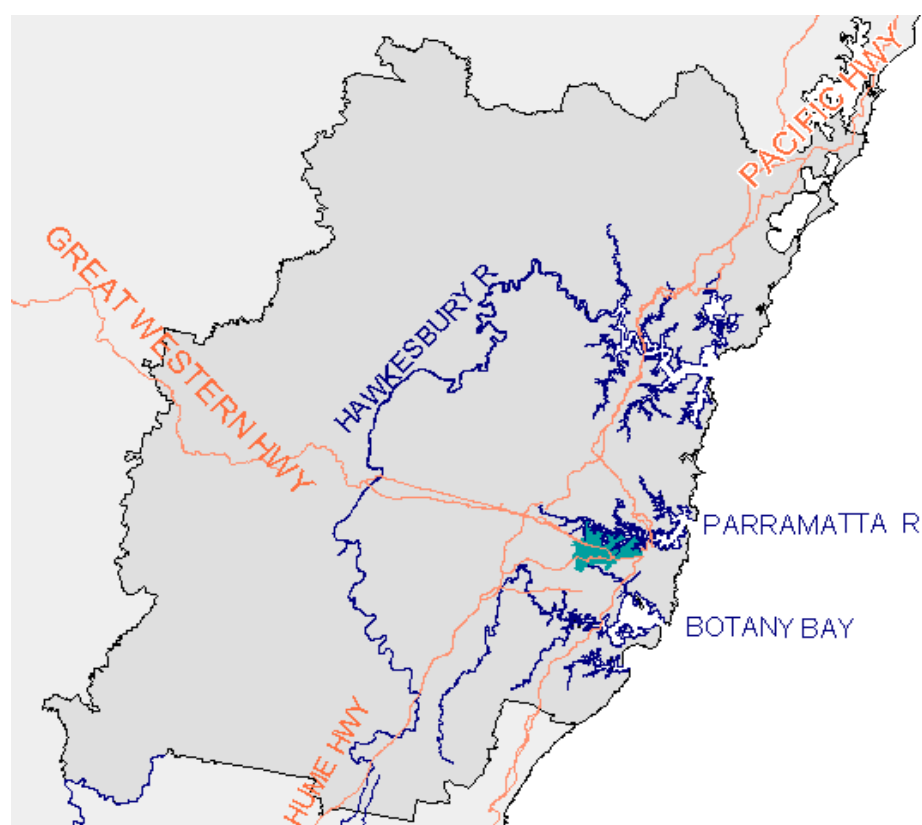 PACIFIC HWY
GREAT WESTERN HWY
HAWKESBURY R
PARRAMATTA R
BOTANY BAY
HUME HWY